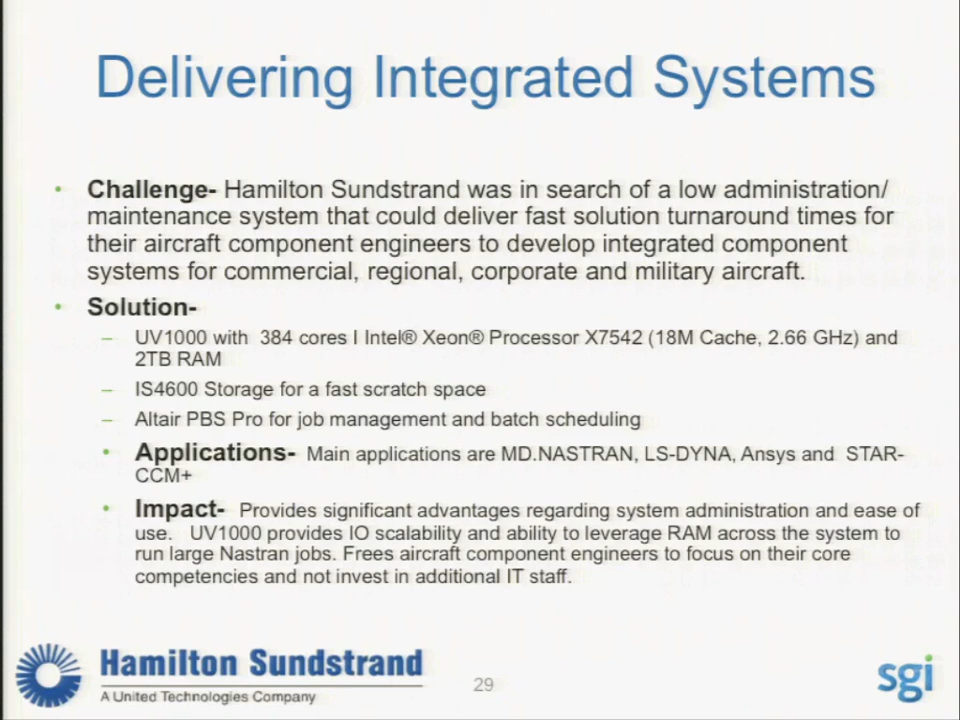 Delivering Integrated Systems
• Challenge- Hamilton Sundstrand was in search of a low administration/
maintenance system that could deliver fast solution turnaround times for
their aircraft component engineers to develop integrated component
systems for commercial, regional, corporate and military aircraft.
• Solution-
– UV1000 with 384 cores I Intel® Xeon® Processor X7542 (18M Cache, 2.66 GHz) and
2TB RAM
– IS4600 Storage for a fast scratch space
– Altair PBS Pro for job management and batch scheduling
• Applications- Main applications are MD.NASTRAN, LS-DYNA, Ansys and STAR-
CCM+
• Impact- Provides significant advantages regarding system administration and ease of
use. UV1000 provides IO scalability and ability to leverage RAM across the system to
run large Nastran jobs. Frees aircraft component engineers to focus on their core
competencies and not invest in additional IT staff.
Hamilton Sundstrand
A United Technologies Company
29
sgi